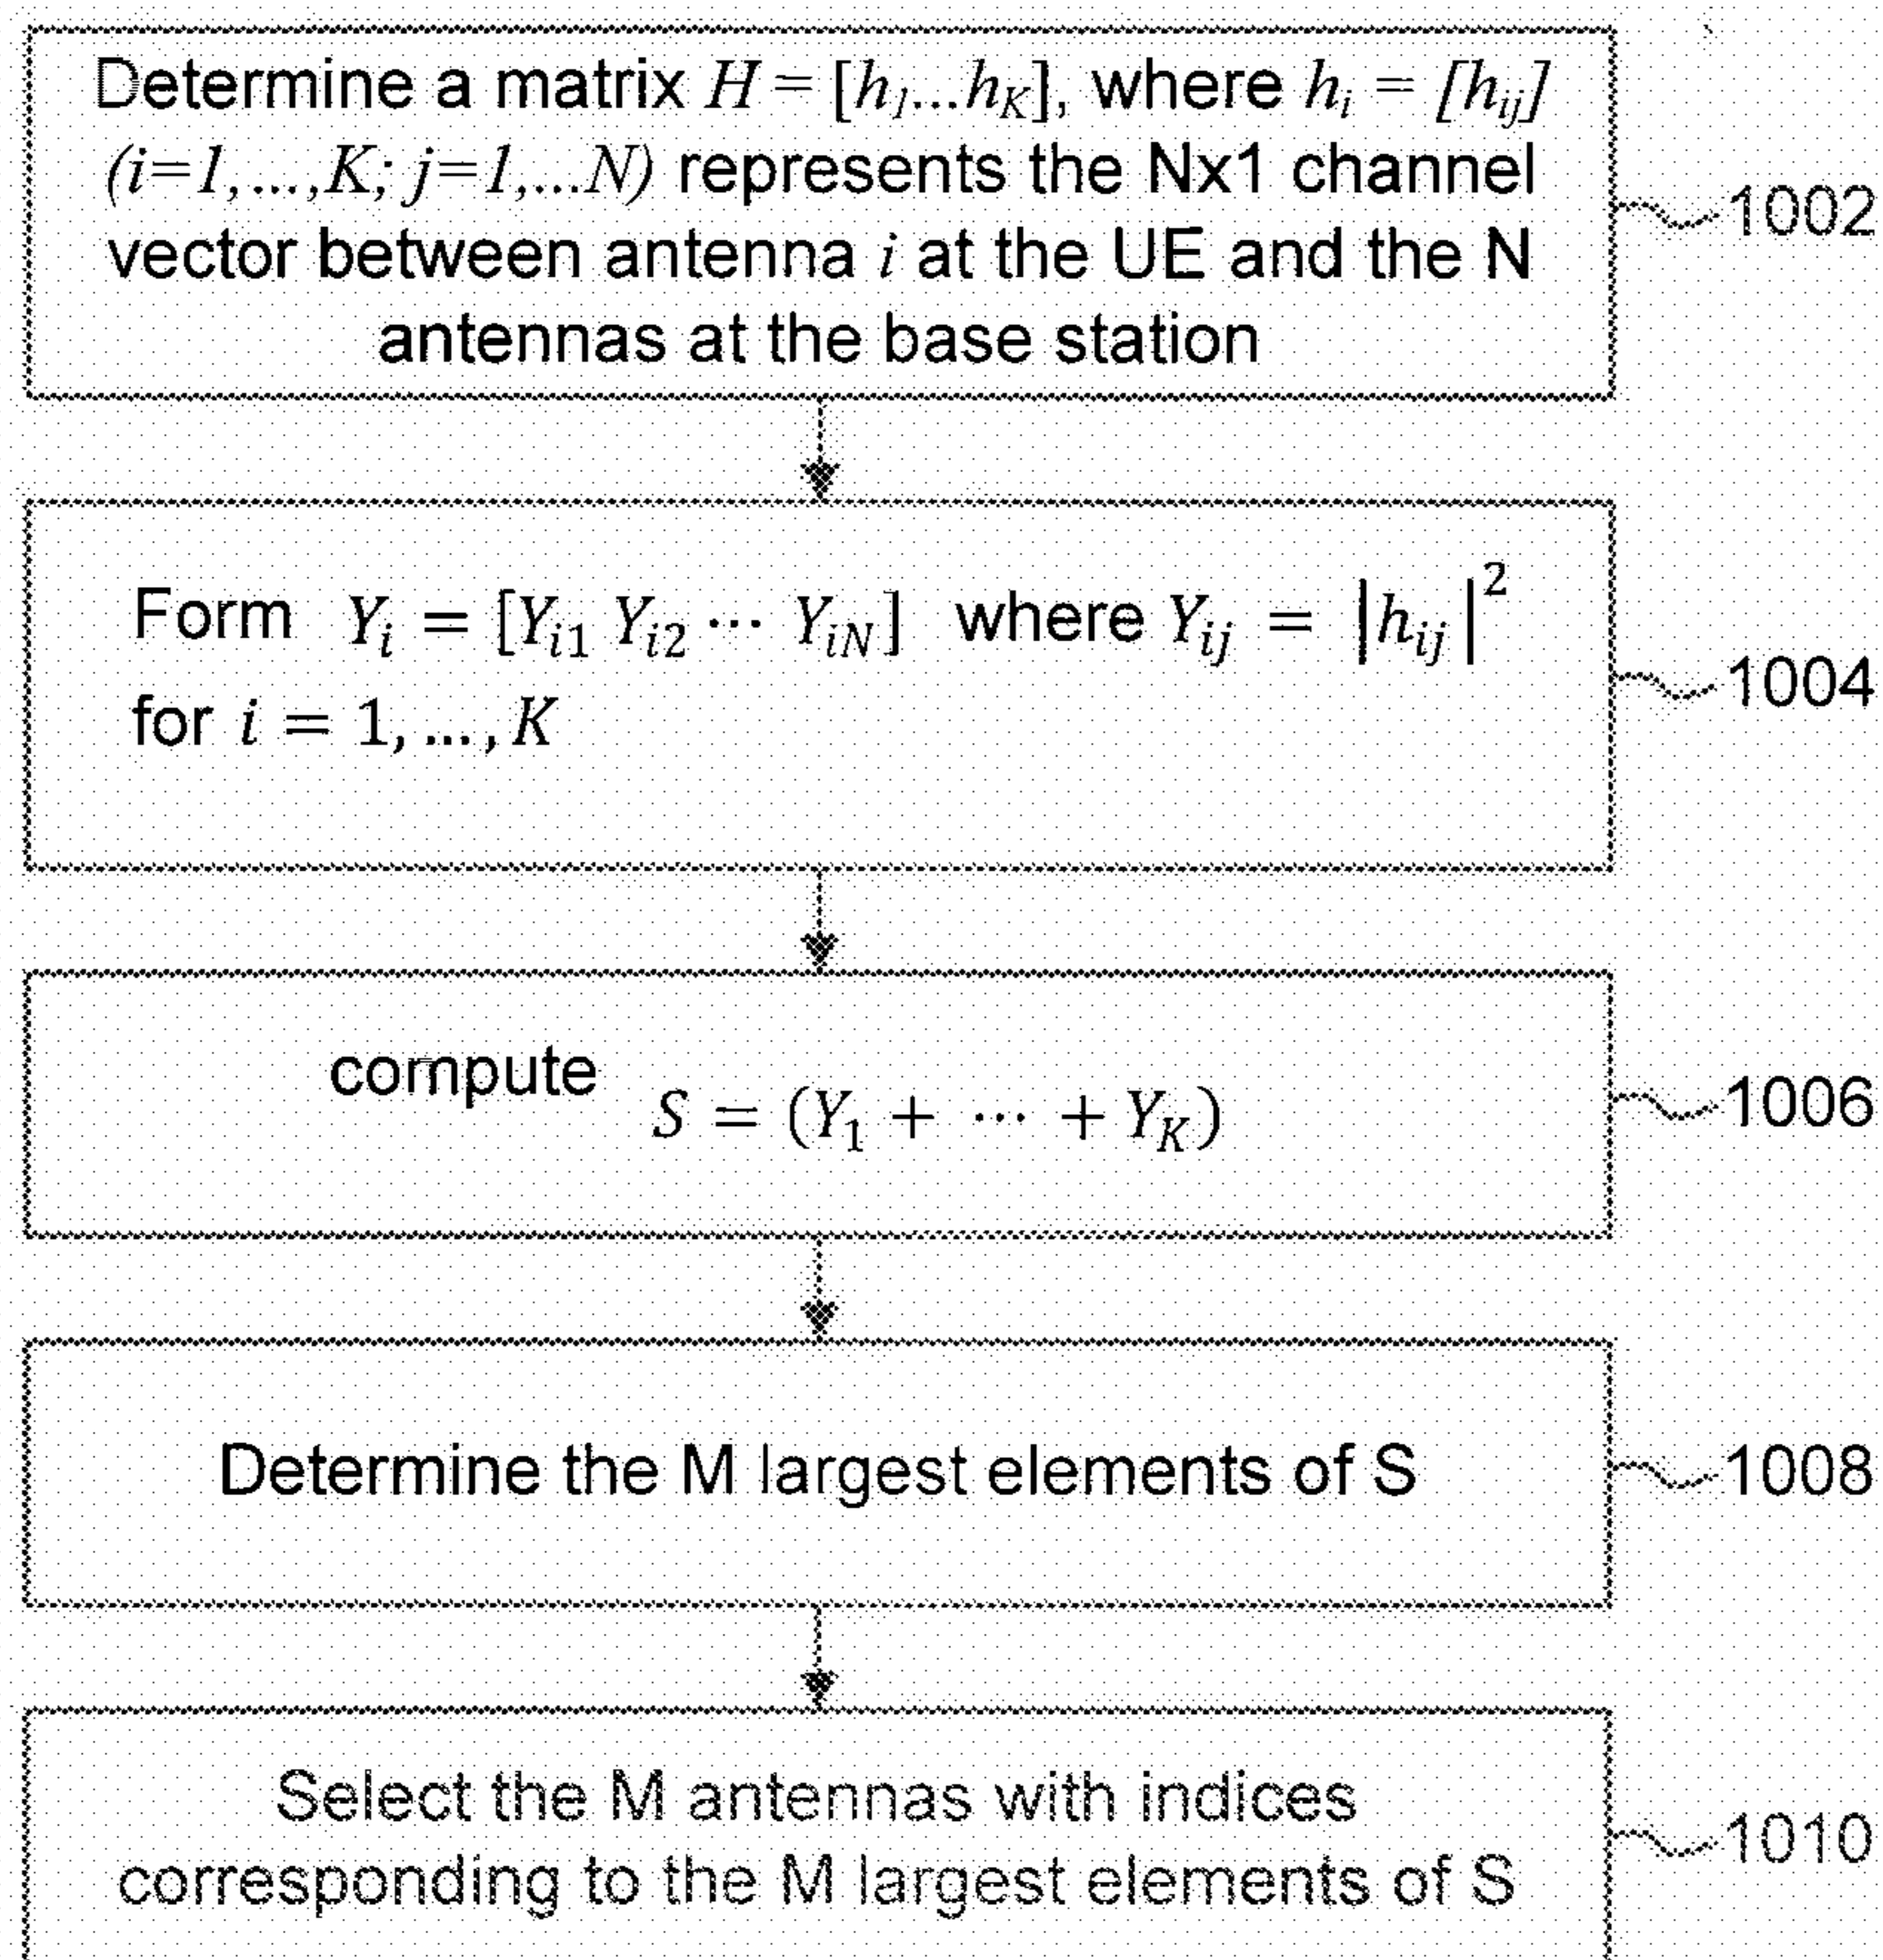 Determine a matrix H = [h1...hK], where hi = [hij]
(i=1,...,K; j=1,...N) represents the Nx1 channel
vector between antenna i at the UE and the N
antennas at the base station
1002
Form Yi = [Yi1 Yi2 ⋯ YiN] where Yij = |hij|²
for i = 1, ..., K
1004
compute S = (Y1 + ⋯ + YK)
1006
Determine the M largest elements of S
1008
Select the M antennas with indices
corresponding to the M largest elements of S
1010